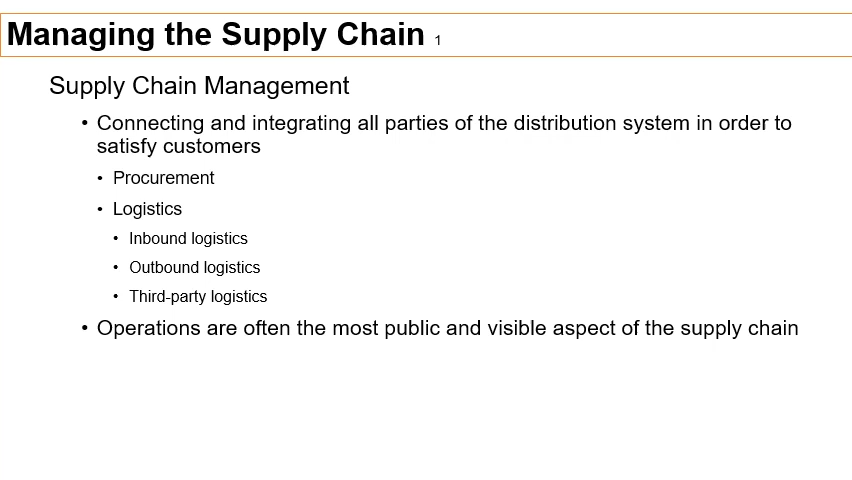 Managing the Supply Chain 1
Supply Chain Management
• Connecting and integrating all parties of the distribution system in order to
satisfy customers
• Procurement
• Logistics
• Inbound logistics
• Outbound logistics
• Third-party logistics
• Operations are often the most public and visible aspect of the supply chain